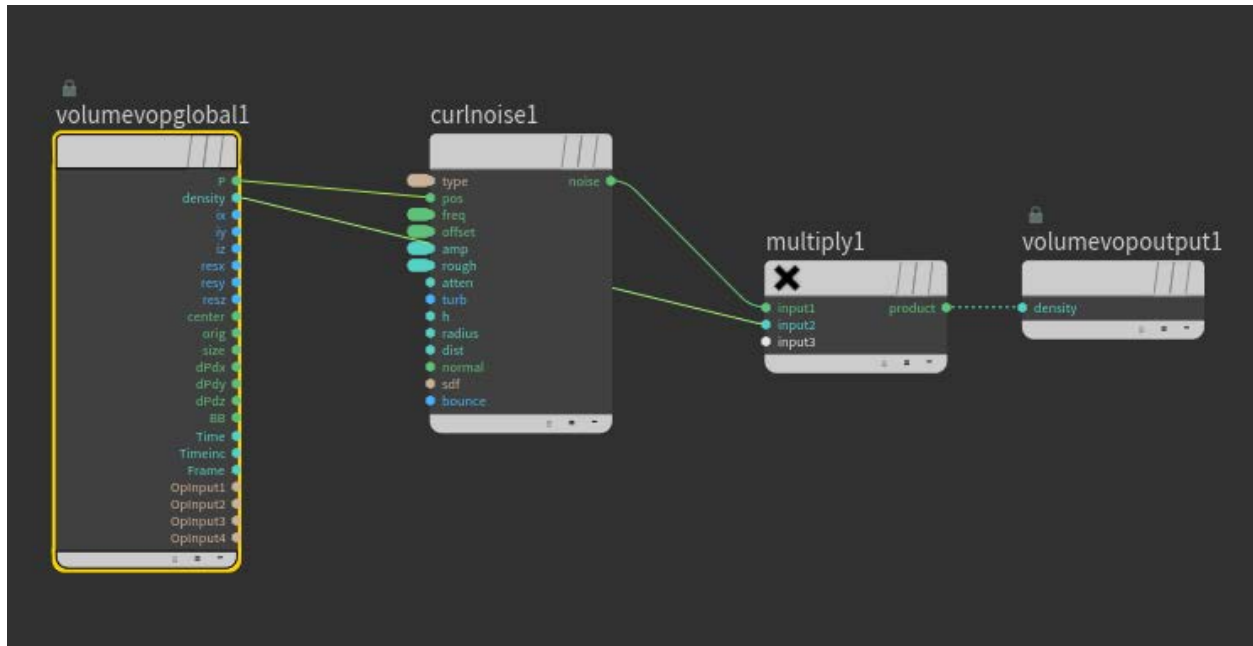 volumevopglobal1
P
density
ix
iy
iz
resx
resy
resz
center
orig
size
dPdx
dPdy
dPdz
BB
Time
Timeinc
Frame
OpInput1
OpInput2
OpInput3
OpInput4
curlnoise1
type noise
pos
freq
offset
amp
rough
atten
turb
h
radius
dist
normal
sdf
bounce
multiply1
input1 product
input2
input3
volumevopoutput1
density